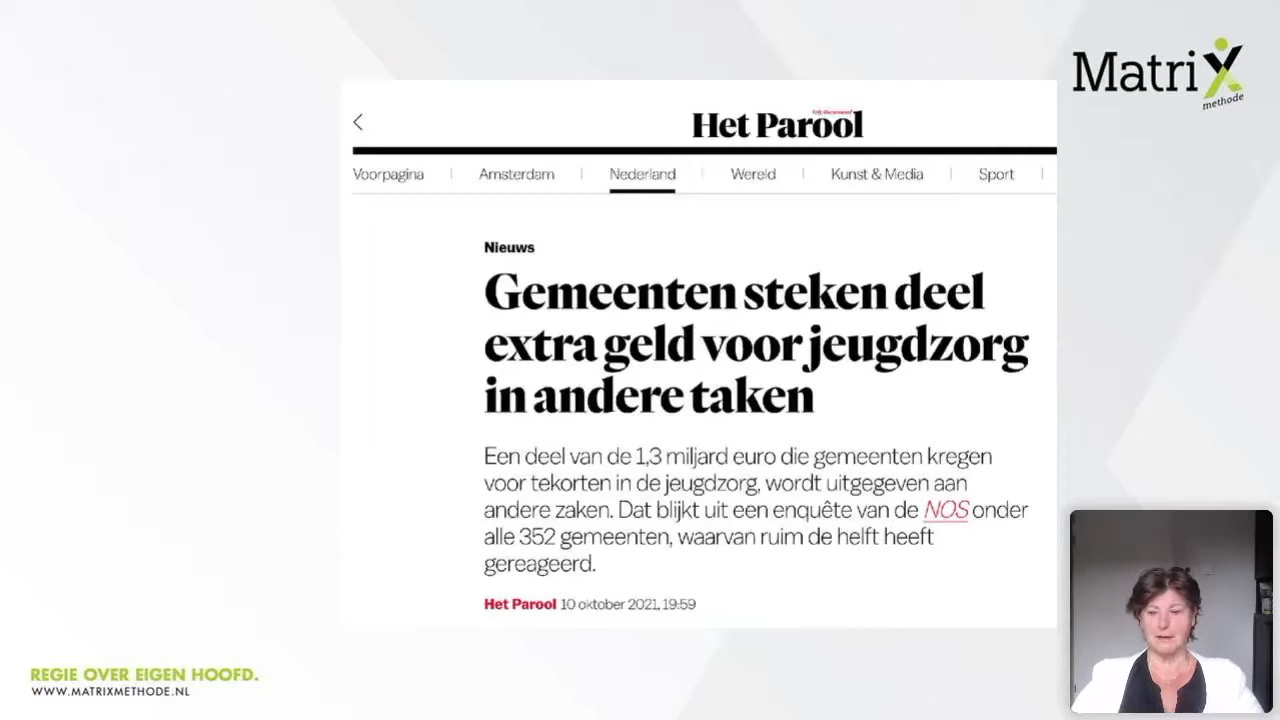 MatriX
methode
Het Parool
Voorpagina
Amsterdam
Nederland
Wereld
Kunst & Media
Sport
Nieuws
Gemeenten steken deel
extra geld voor jeugdzorg
in andere taken
Een deel van de 1,3 miljard euro die gemeenten kregen
voor tekorten in de jeugdzorg, wordt uitgegeven aan
andere zaken. Dat blijkt uit een enquête van de NOS onder
alle 352 gemeenten, waarvan ruim de helft heeft
gereageerd.
Het Parool 10 oktober 2021, 19:59
REGIE OVER EIGEN HOOFD.
WWW.MATRIXMETHODE.NL